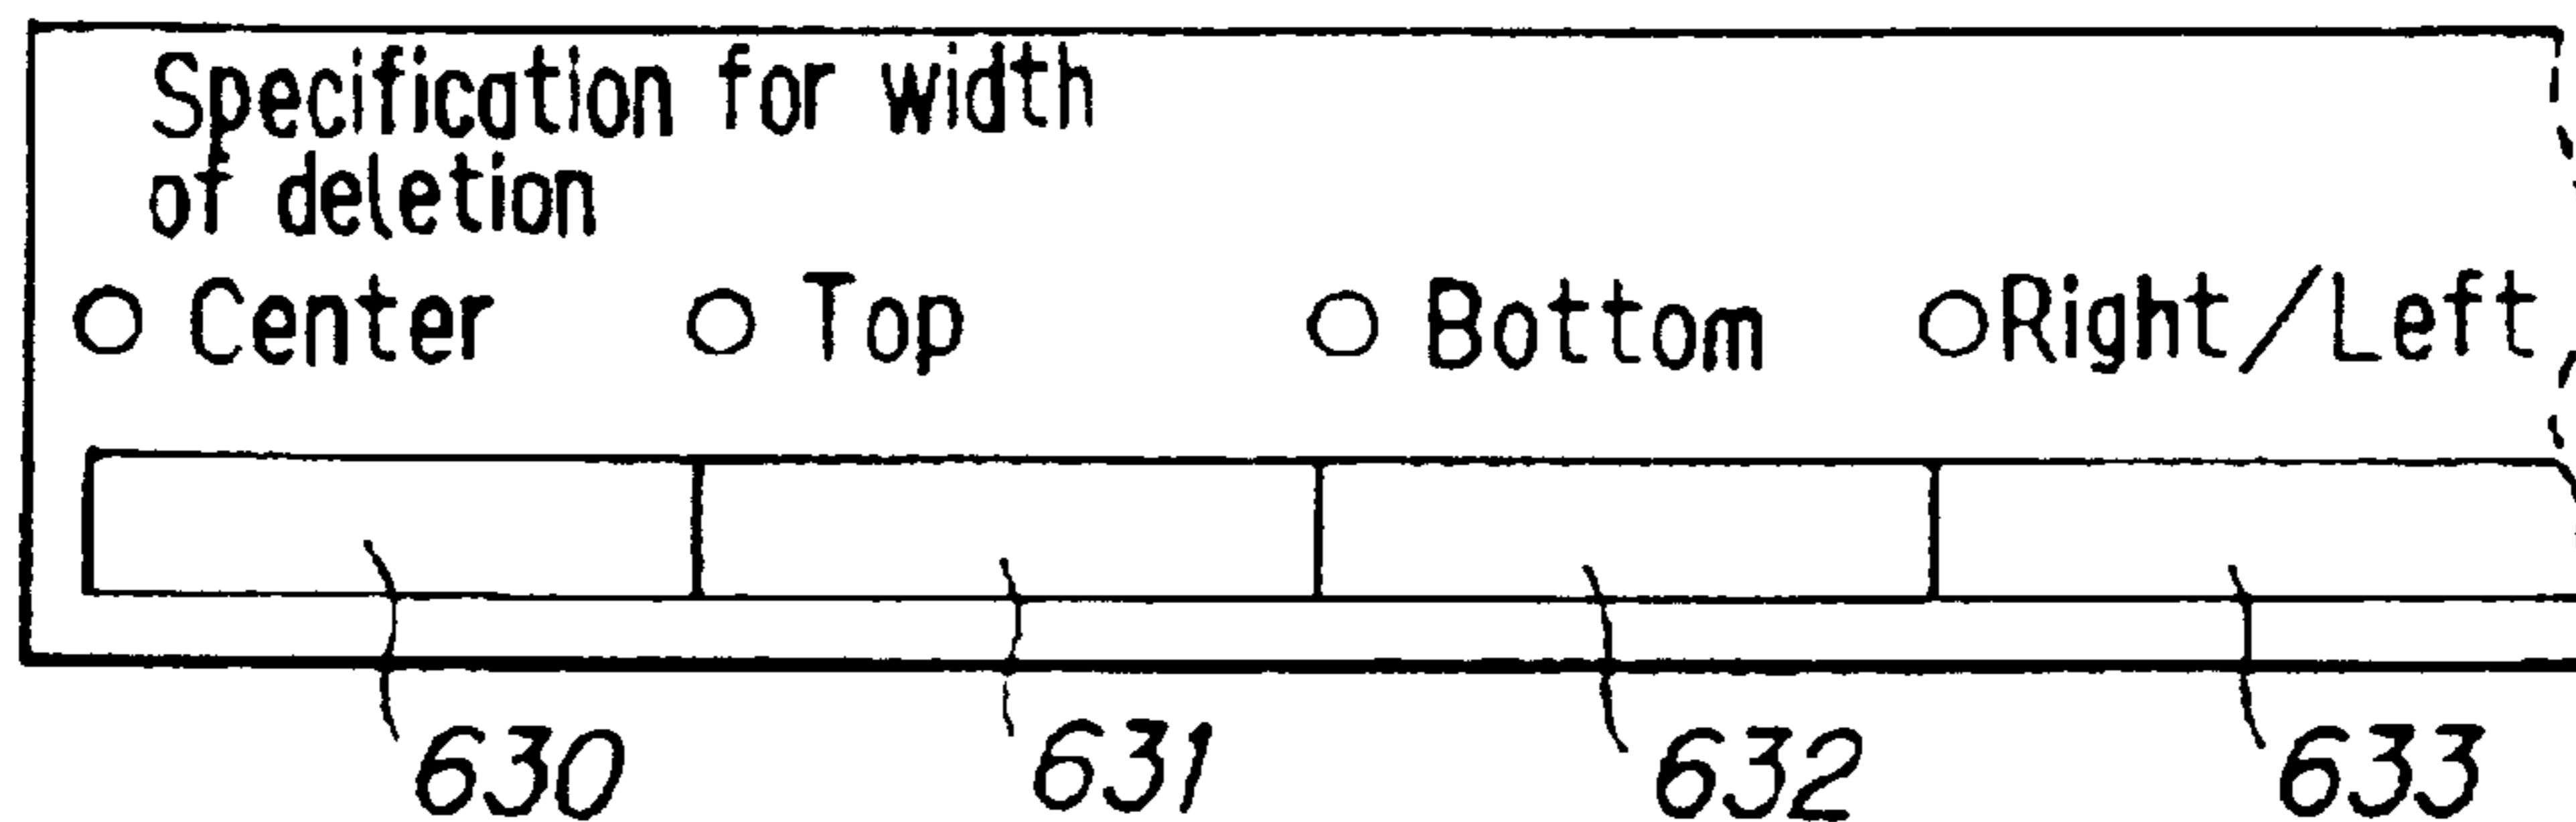 Specification for width
of deletion
○ Center ○ Top ○ Bottom ○Right/Left
630 631 632 633